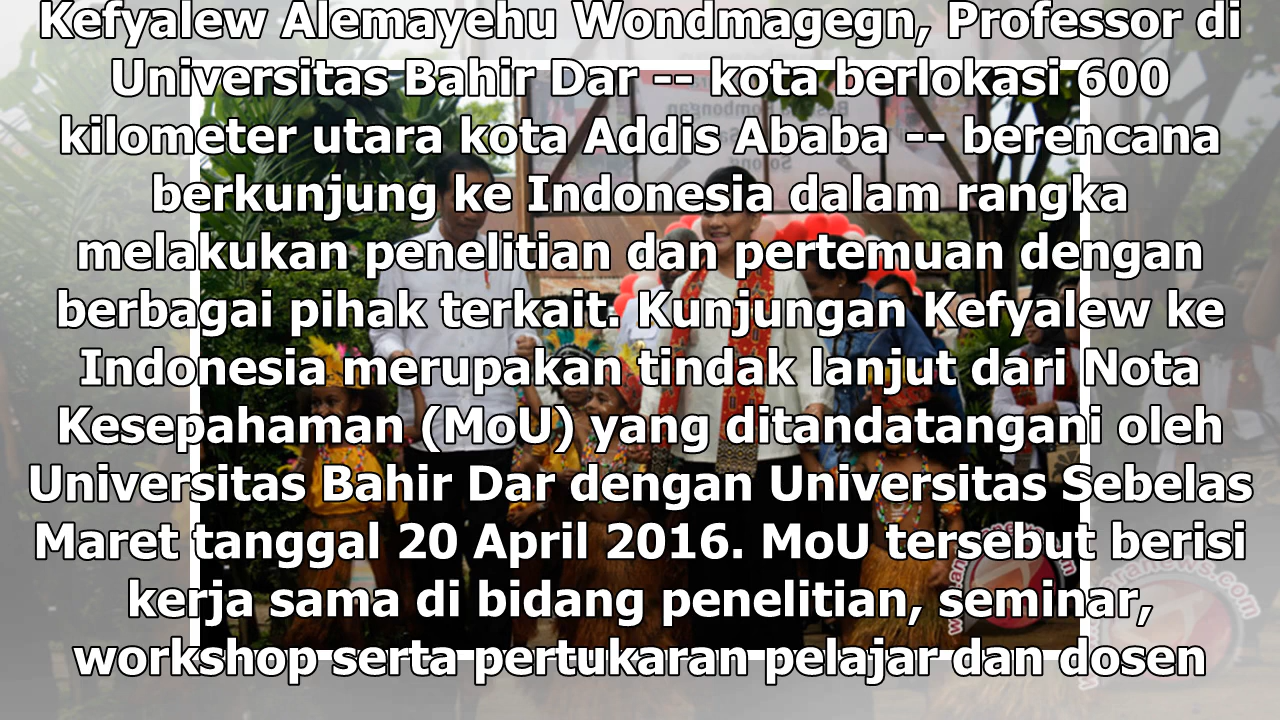 Kefyalew Alemayehu Wondmagegn, Professor di
Universitas Bahir Dar -- kota berlokasi 600
kilometer utara kota Addis Ababa -- berencana
berkunjung ke Indonesia dalam rangka
melakukan penelitian dan pertemuan dengan
berbagai pihak terkait. Kunjungan Kefyalew ke
Indonesia merupakan tindak lanjut dari Nota
Kesepahaman (MoU) yang ditandatangani oleh
Universitas Bahir Dar dengan Universitas Sebelas
Maret tanggal 20 April 2016. MoU tersebut berisi
kerja sama di bidang penelitian, seminar,
workshop serta pertukaran pelajar dan dosen